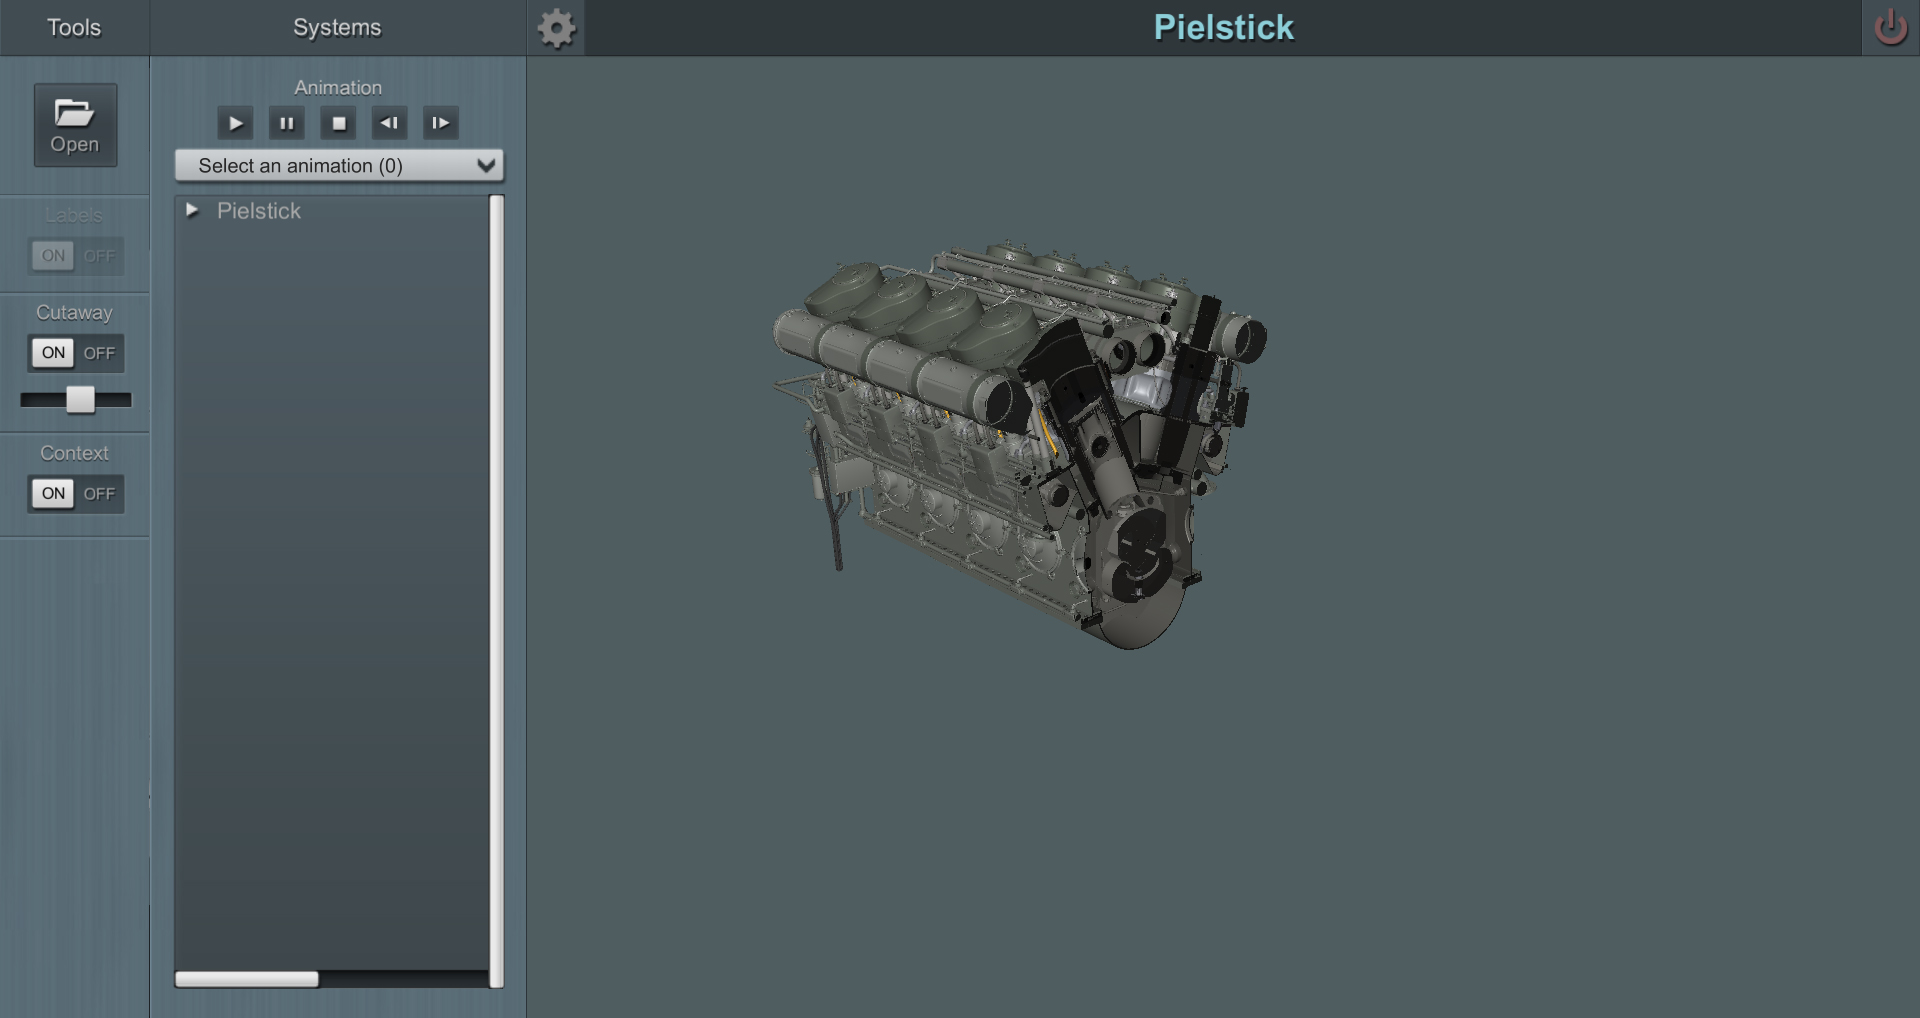 Tools
Systems
Pielstick
Open
Animation
Select an animation (0)
Pielstick
Labels
ON OFF
Cutaway
ON OFF
Context
ON OFF